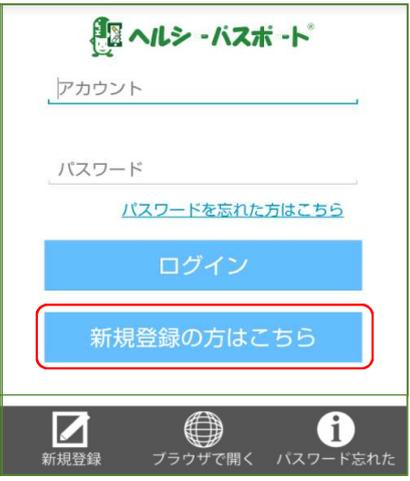 ヘルシ-パスポ-ト®
アカウント
パスワード
パスワードを忘れた方はこちら
ログイン
新規登録の方はこちら
新規登録 ブラウザで開く パスワード忘れた